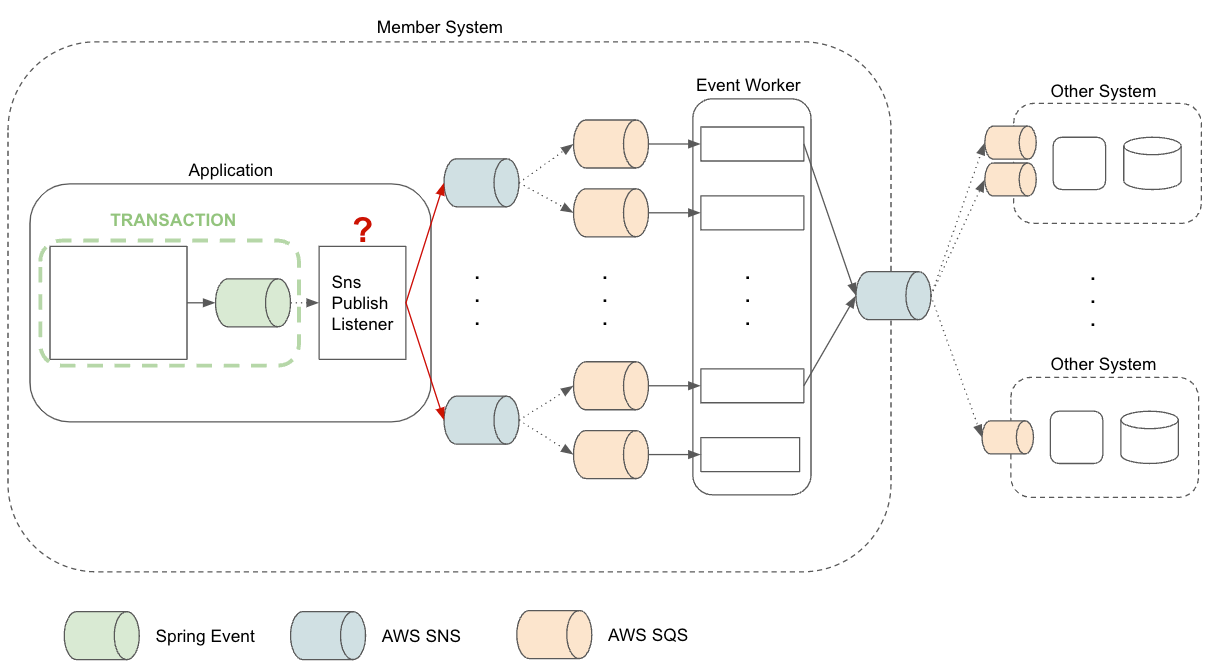 Member System
Event Worker
Other System
Application
TRANSACTION
?
Sns
Publish
Listener
Other System
Spring Event
AWS SNS
AWS SQS